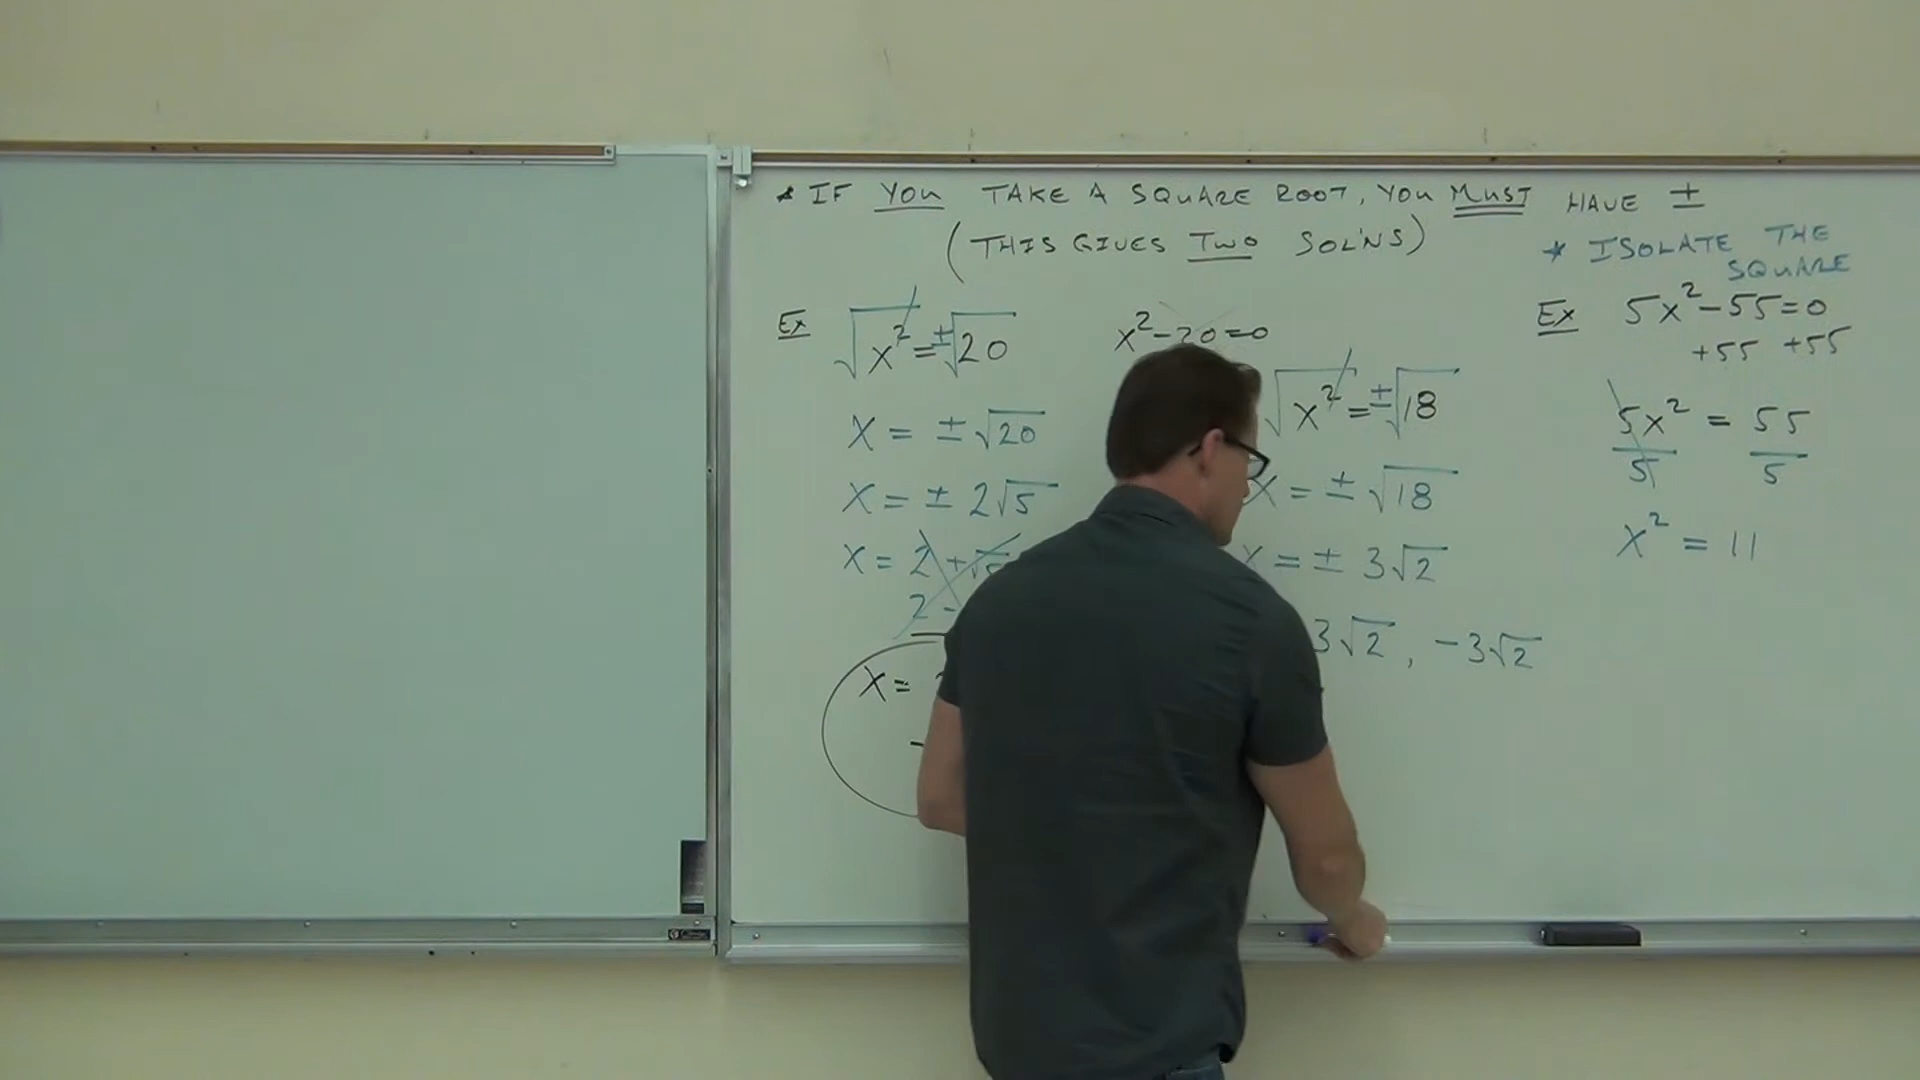 * IF YOU TAKE A SQUARE ROOT, YOU MUST HAVE ±
(THIS GIVES TWO SOL'NS)
* ISOLATE THE
SQUARE
Ex √x² = ±√20
x = ±√20
x = ± 2√5
x = 2 +√
2 -
x =
x² - 20 = 0
√x² = ±√18
x = ± √18
x = ± 3√2
3√2 , -3√2
Ex 5x² - 55 = 0
+55 +55
5x² = 55
5 5
x² = 11